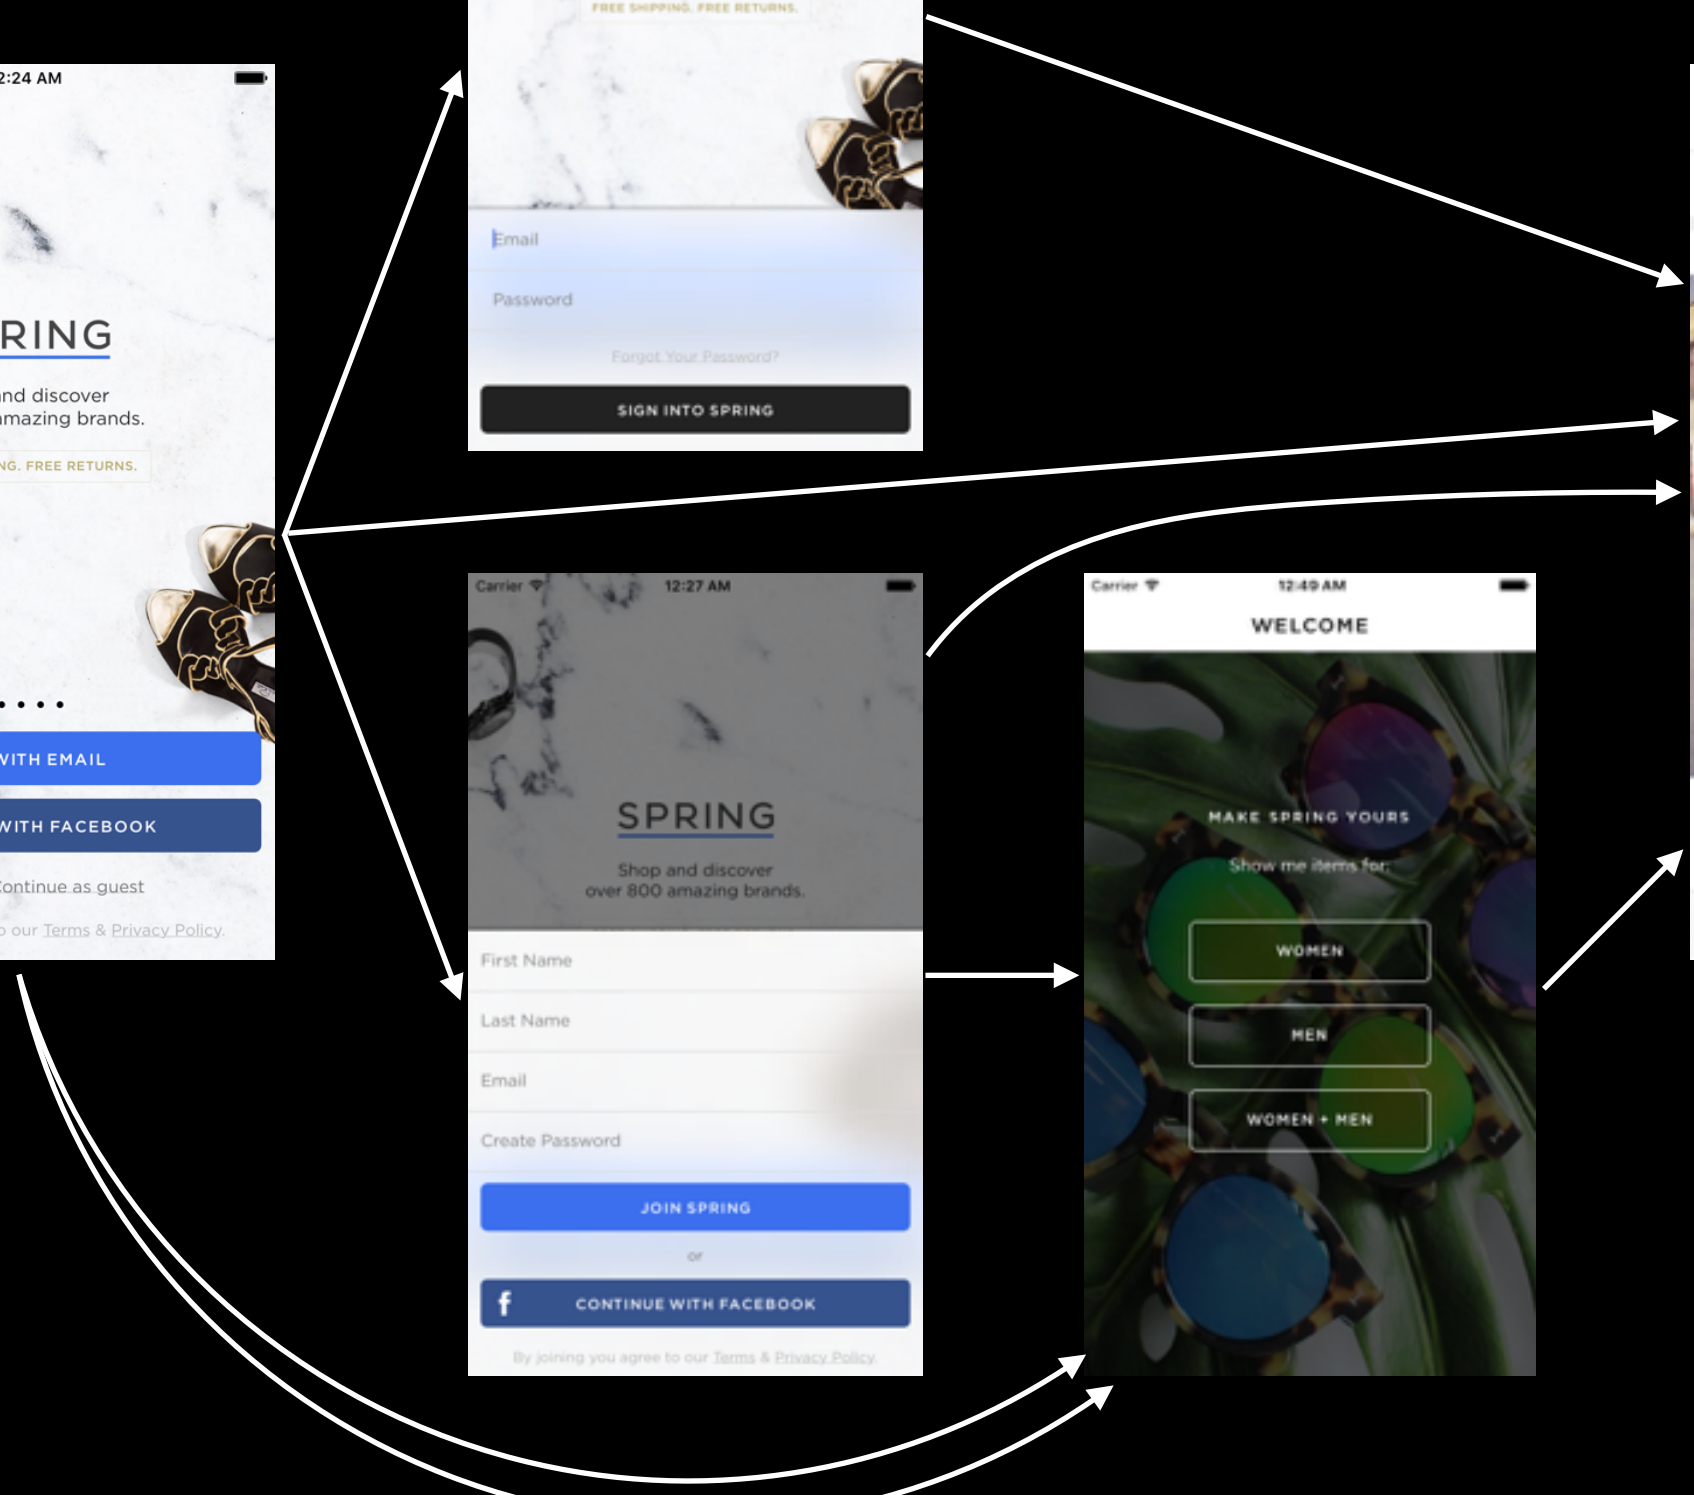 2:24 AM
RING
and discover
amazing brands.
NG. FREE RETURNS.
WITH EMAIL
WITH FACEBOOK
Continue as guest
o our Terms & Privacy Policy.
FREE SHIPPING. FREE RETURNS.
Email
Password
Forgot Your Password?
SIGN INTO SPRING
Carrier 12:27 AM
SPRING
Shop and discover
over 800 amazing brands.
First Name
Last Name
Email
Create Password
JOIN SPRING
or
f CONTINUE WITH FACEBOOK
By joining you agree to our Terms & Privacy Policy.
Carrier 12:49 AM
WELCOME
MAKE SPRING YOURS
Show me items for:
WOMEN
MEN
WOMEN + MEN